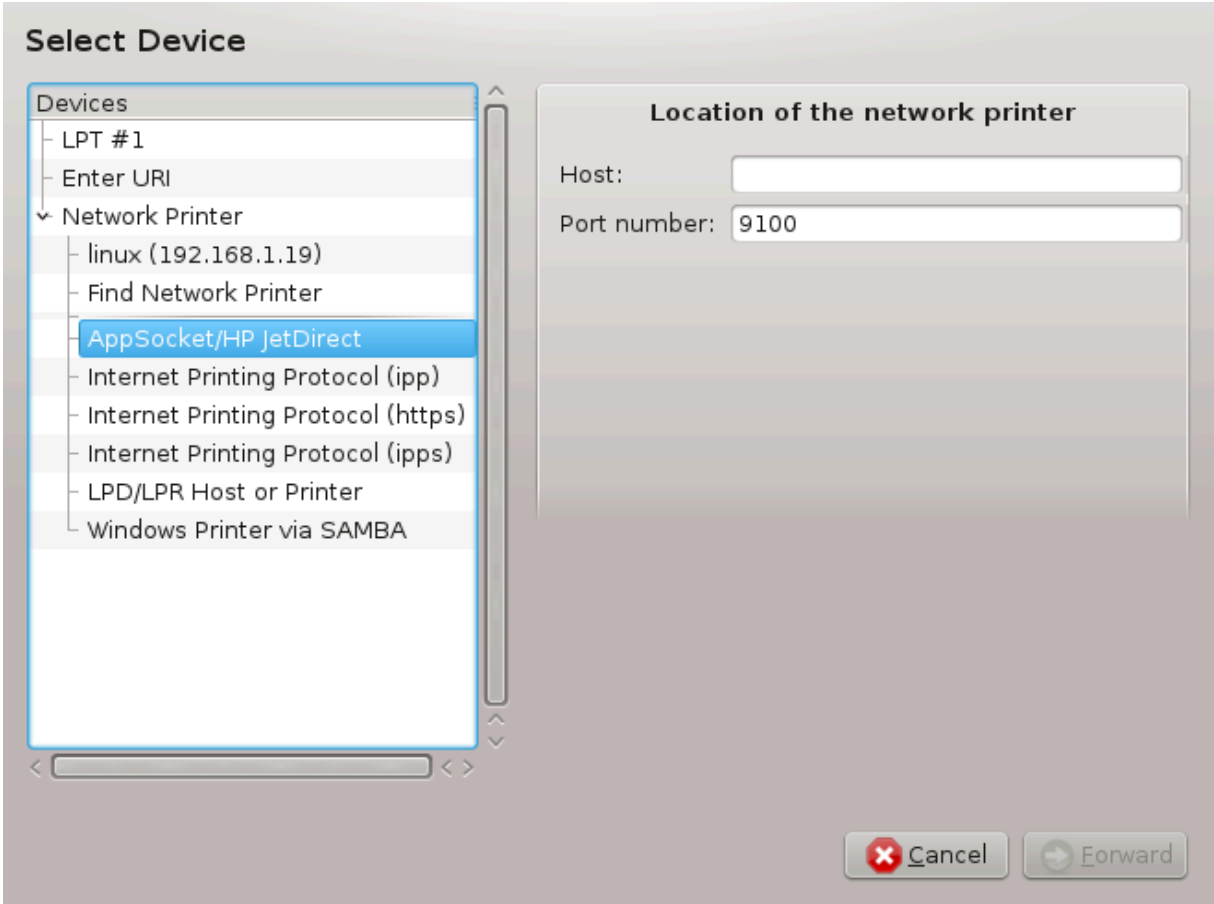 Select Device
Devices
LPT #1
Enter URI
Network Printer
linux (192.168.1.19)
Find Network Printer
AppSocket/HP JetDirect
Internet Printing Protocol (ipp)
Internet Printing Protocol (https)
Internet Printing Protocol (ipps)
LPD/LPR Host or Printer
Windows Printer via SAMBA
Location of the network printer
Host:
Port number: 9100
Cancel
Forward